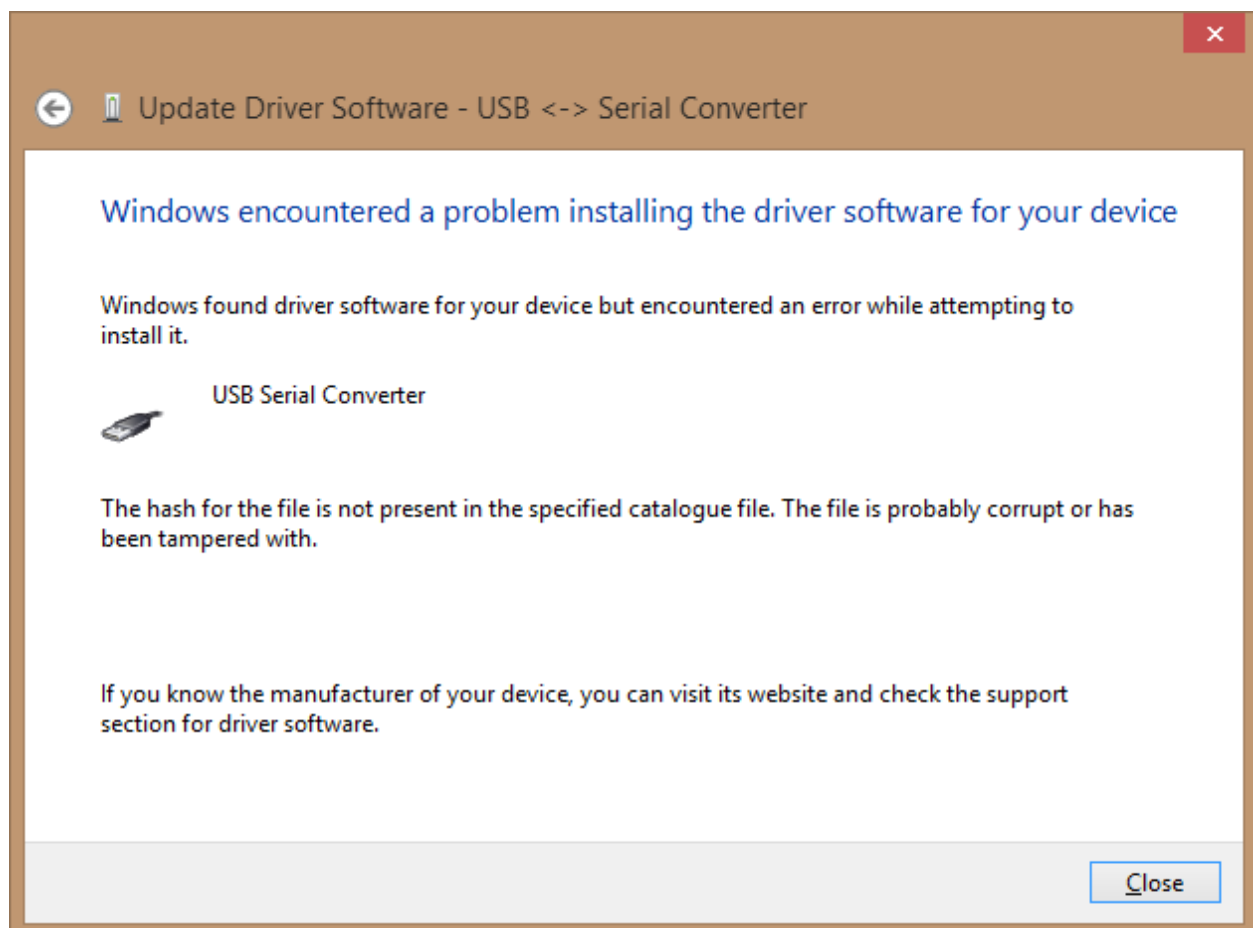 Update Driver Software - USB <-> Serial Converter
Windows encountered a problem installing the driver software for your device
Windows found driver software for your device but encountered an error while attempting to
install it.
USB Serial Converter
The hash for the file is not present in the specified catalogue file. The file is probably corrupt or has
been tampered with.
If you know the manufacturer of your device, you can visit its website and check the support
section for driver software.
Close